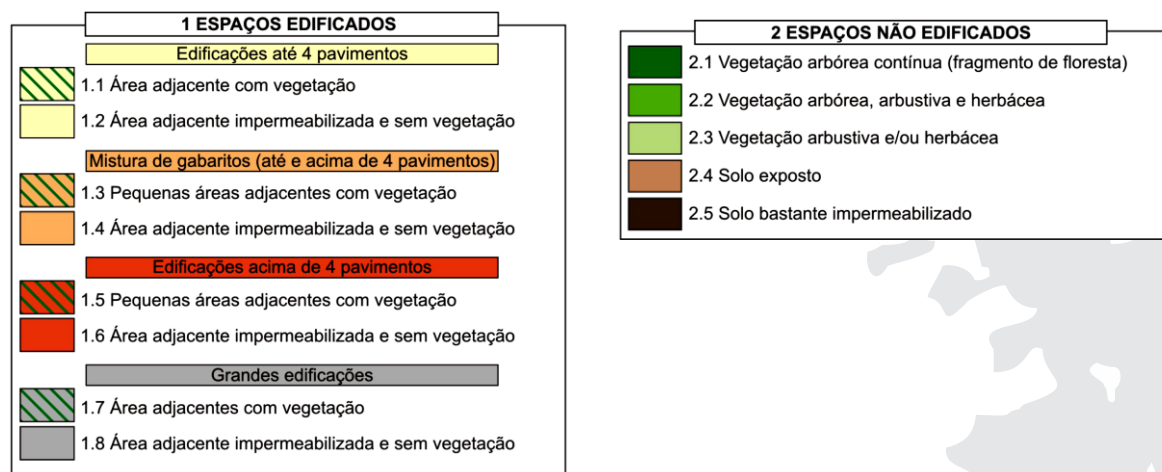 1 ESPAÇOS EDIFICADOS
Edificações até 4 pavimentos
1.1 Área adjacente com vegetação
1.2 Área adjacente impermeabilizada e sem vegetação
Mistura de gabaritos (até e acima de 4 pavimentos)
1.3 Pequenas áreas adjacentes com vegetação
1.4 Área adjacente impermeabilizada e sem vegetação
Edificações acima de 4 pavimentos
1.5 Pequenas áreas adjacentes com vegetação
1.6 Área adjacente impermeabilizada e sem vegetação
Grandes edificações
1.7 Área adjacentes com vegetação
1.8 Área adjacente impermeabilizada e sem vegetação
2 ESPAÇOS NÃO EDIFICADOS
2.1 Vegetação arbórea contínua (fragmento de floresta)
2.2 Vegetação arbórea, arbustiva e herbácea
2.3 Vegetação arbustiva e/ou herbácea
2.4 Solo exposto
2.5 Solo bastante impermeabilizado